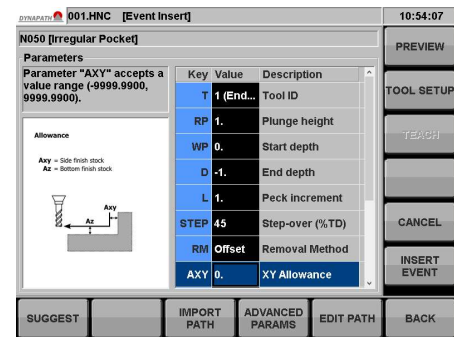 DYNAPATH 001.HNC [Event Insert] 10:54:07
N050 [Irregular Pocket]
Parameters
Parameter "AXY" accepts a
value range (-9999.9900,
9999.9900).
Allowance
Axy = Side finish stock
Az = Bottom finish stock
Axy
Az
Key Value Description
T 1 (End... Tool ID
RP 1. Plunge height
WP 0. Start depth
D -1. End depth
L 1. Peck increment
STEP 45 Step-over (%TD)
RM Offset Removal Method
AXY 0. XY Allowance
PREVIEW
TOOL SETUP
TEACH
CANCEL
INSERT
EVENT
SUGGEST
IMPORT
PATH
ADVANCED
PARAMS
EDIT PATH
BACK